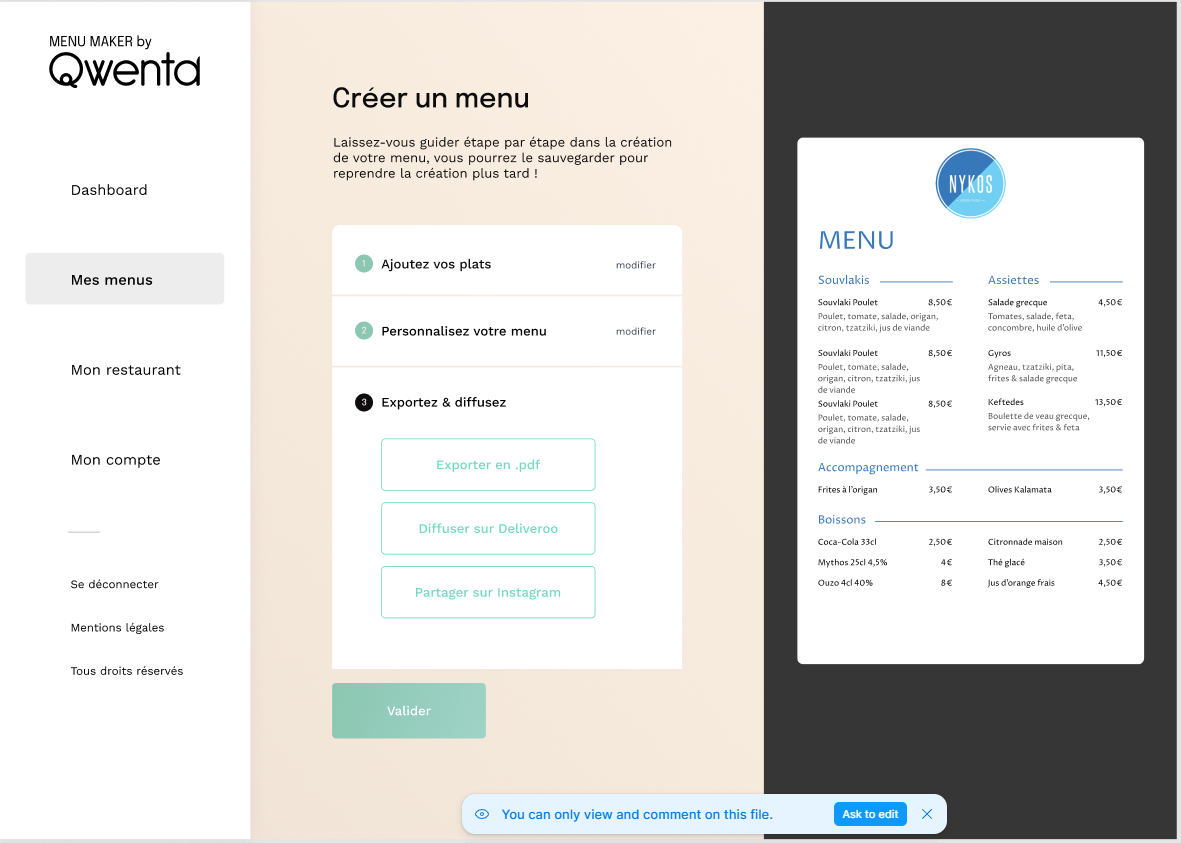 MENU MAKER by
Qwenta
Dashboard
Mes menus
Mon restaurant
Mon compte
Se déconnecter
Mentions légales
Tous droits réservés
Créer un menu
Laissez-vous guider étape par étape dans la création
de votre menu, vous pourrez le sauvegarder pour
reprendre la création plus tard !
1 Ajoutez vos plats modifier
2 Personnalisez votre menu modifier
3 Exportez & diffusez
Exporter en .pdf
Diffuser sur Deliveroo
Partager sur Instagram
Valider
NYKOS
MENU
Souvlakis
Souvlaki Poulet 8,50€
Poulet, tomate, salade, origan,
citron, tzatziki, jus de viande
Souvlaki Poulet 8,50€
Poulet, tomate, salade,
origan, citron, tzatziki, jus
de viande
Souvlaki Poulet 8,50€
Poulet, tomate, salade,
origan, citron, tzatziki, jus
de viande
Assiettes
Salade grecque 4,50€
Tomates, salade, feta,
concombre, huile d'olive
Gyros 11,50€
Agneau, tzatziki, pita,
frites & salade grecque
Keftedes 13,50€
Boulette de veau grecque,
servie avec frites & feta
Accompagnement
Frites à l'origan 3,50€ Olives Kalamata 3,50€
Boissons
Coca-Cola 33cl 2,50€ Citronnade maison 2,50€
Mythos 25cl 4,5% 4€ Thé glacé 3,50€
Ouzo 4cl 40% 8€ Jus d'orange frais 4,50€
You can only view and comment on this file. Ask to edit